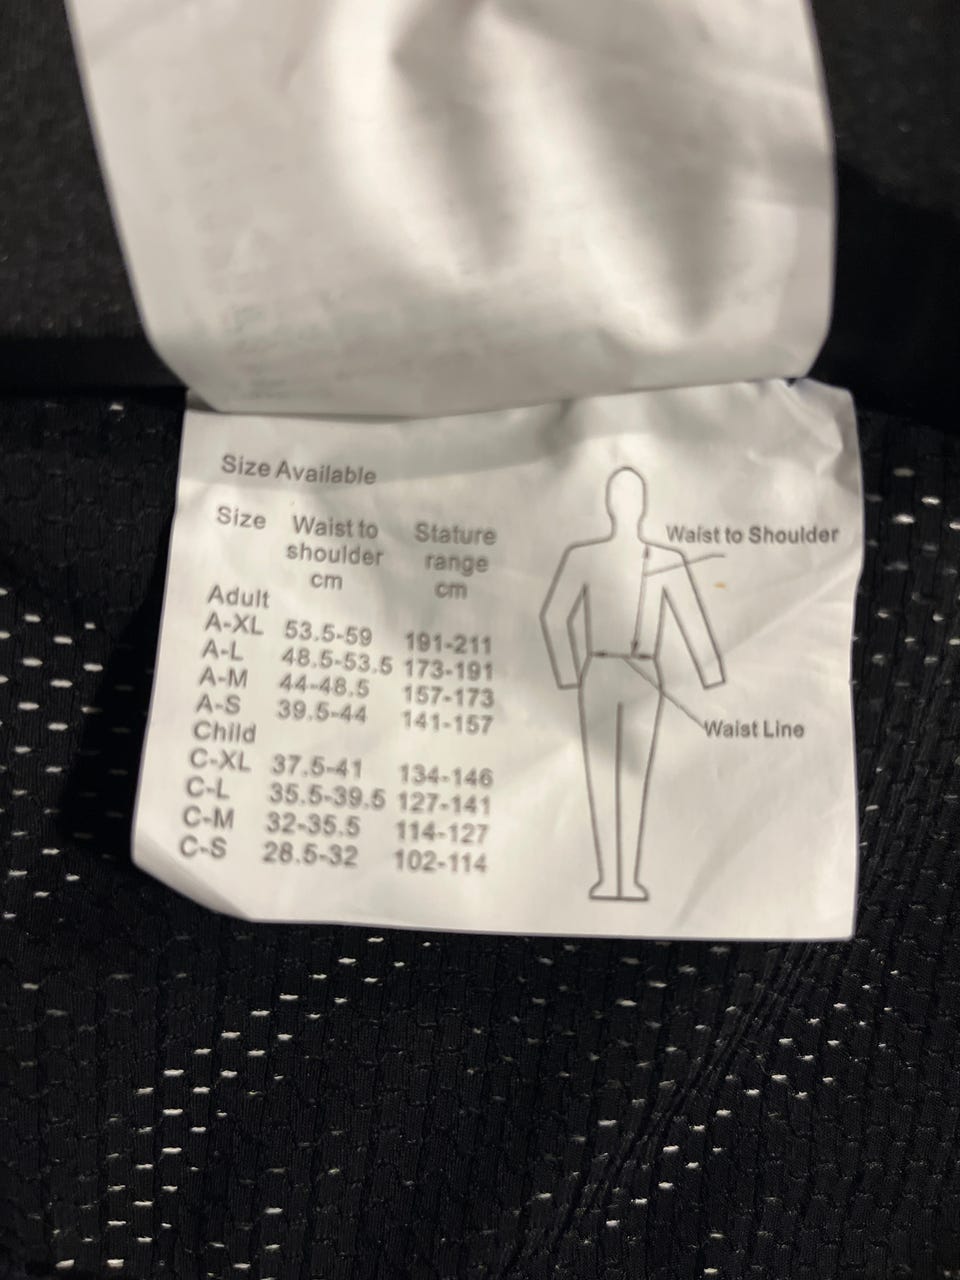 Size Available
Size Waist to shoulder cm Stature range cm
Adult
A-XL 53.5-59 191-211
A-L 48.5-53.5 173-191
A-M 44-48.5 157-173
A-S 39.5-44 141-157
Child
C-XL 37.5-41 134-146
C-L 35.5-39.5 127-141
C-M 32-35.5 114-127
C-S 28.5-32 102-114
Waist to Shoulder
Waist Line